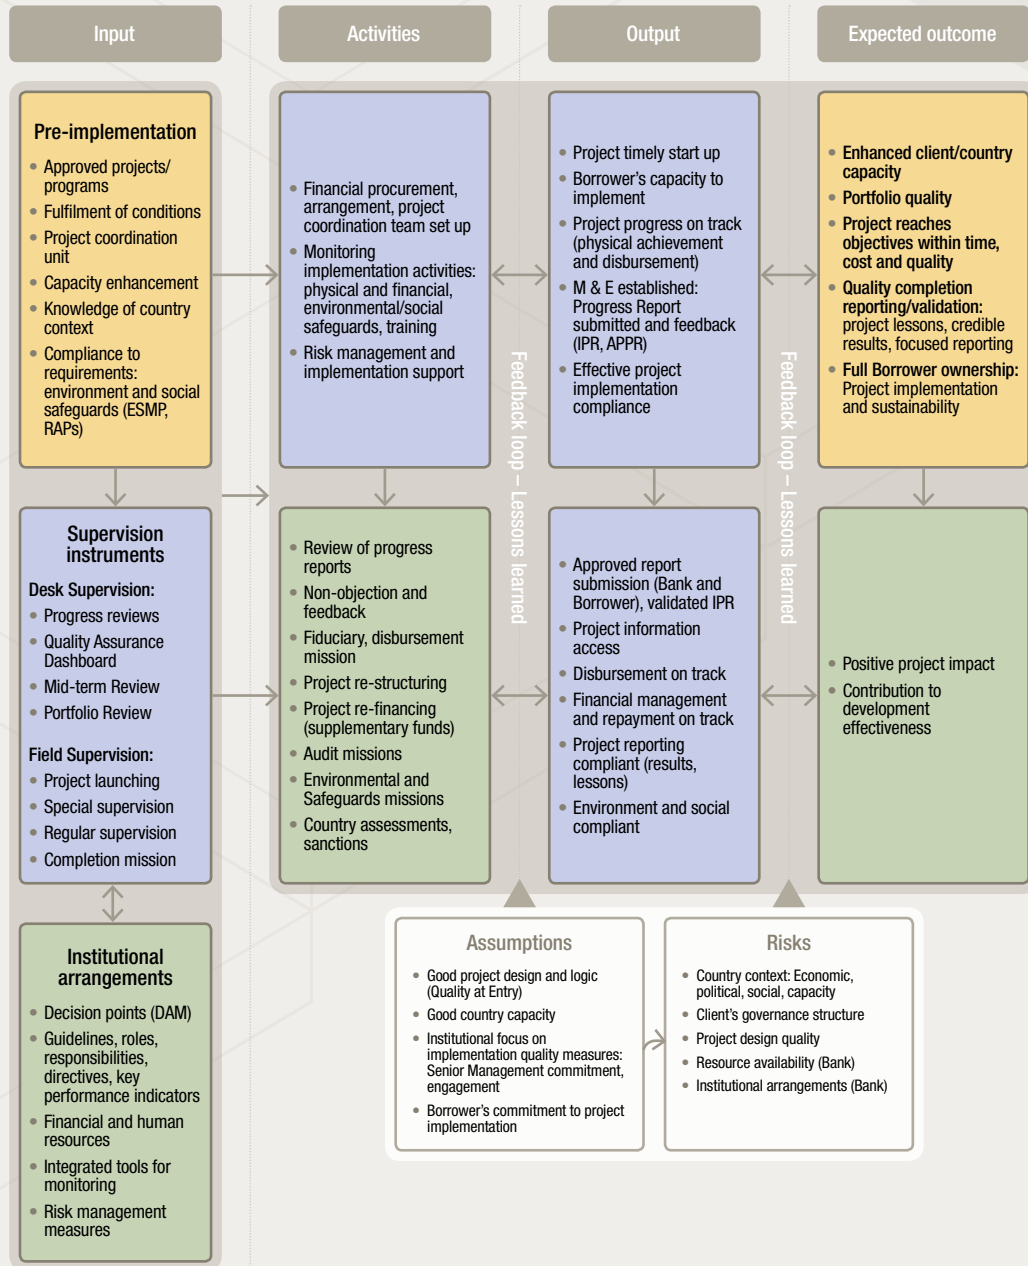 Input
Activities
Output
Expected outcome
Pre-implementation
• Approved projects/
programs
• Fulfilment of conditions
• Project coordination
unit
• Capacity enhancement
• Knowledge of country
context
• Compliance to
requirements:
environment and social
safeguards (ESMP,
RAPs)
• Financial procurement,
arrangement, project
coordination team set up
• Monitoring
implementation activities:
physical and financial,
environmental/social
safeguards, training
• Risk management and
implementation support
• Project timely start up
• Borrower's capacity to
implement
• Project progress on track
(physical achievement
and disbursement)
• M & E established:
Progress Report
submitted and feedback
(IPR, APPR)
• Effective project
implementation
compliance
• Enhanced client/country
capacity
• Portfolio quality
• Project reaches
objectives within time,
cost and quality
• Quality completion
reporting/validation:
project lessons, credible
results, focused reporting
• Full Borrower ownership:
Project implementation
and sustainability
Feedback loop – Lessons learned
Feedback loop – Lessons learned
Supervision
instruments
Desk Supervision:
• Progress reviews
• Quality Assurance
Dashboard
• Mid-term Review
• Portfolio Review
Field Supervision:
• Project launching
• Special supervision
• Regular supervision
• Completion mission
• Review of progress
reports
• Non-objection and
feedback
• Fiduciary, disbursement
mission
• Project re-structuring
• Project re-financing
(supplementary funds)
• Audit missions
• Environmental and
Safeguards missions
• Country assessments,
sanctions
• Approved report
submission (Bank and
Borrower), validated IPR
• Project information
access
• Disbursement on track
• Financial management
and repayment on track
• Project reporting
compliant (results,
lessons)
• Environment and social
compliant
• Positive project impact
• Contribution to
development
effectiveness
Institutional
arrangements
• Decision points (DAM)
• Guidelines, roles,
responsibilities,
directives, key
performance indicators
• Financial and human
resources
• Integrated tools for
monitoring
• Risk management
measures
Assumptions
• Good project design and logic
(Quality at Entry)
• Good country capacity
• Institutional focus on
implementation quality measures:
Senior Management commitment,
engagement
• Borrower's commitment to project
implementation
Risks
• Country context: Economic,
political, social, capacity
• Client's governance structure
• Project design quality
• Resource availability (Bank)
• Institutional arrangements (Bank)